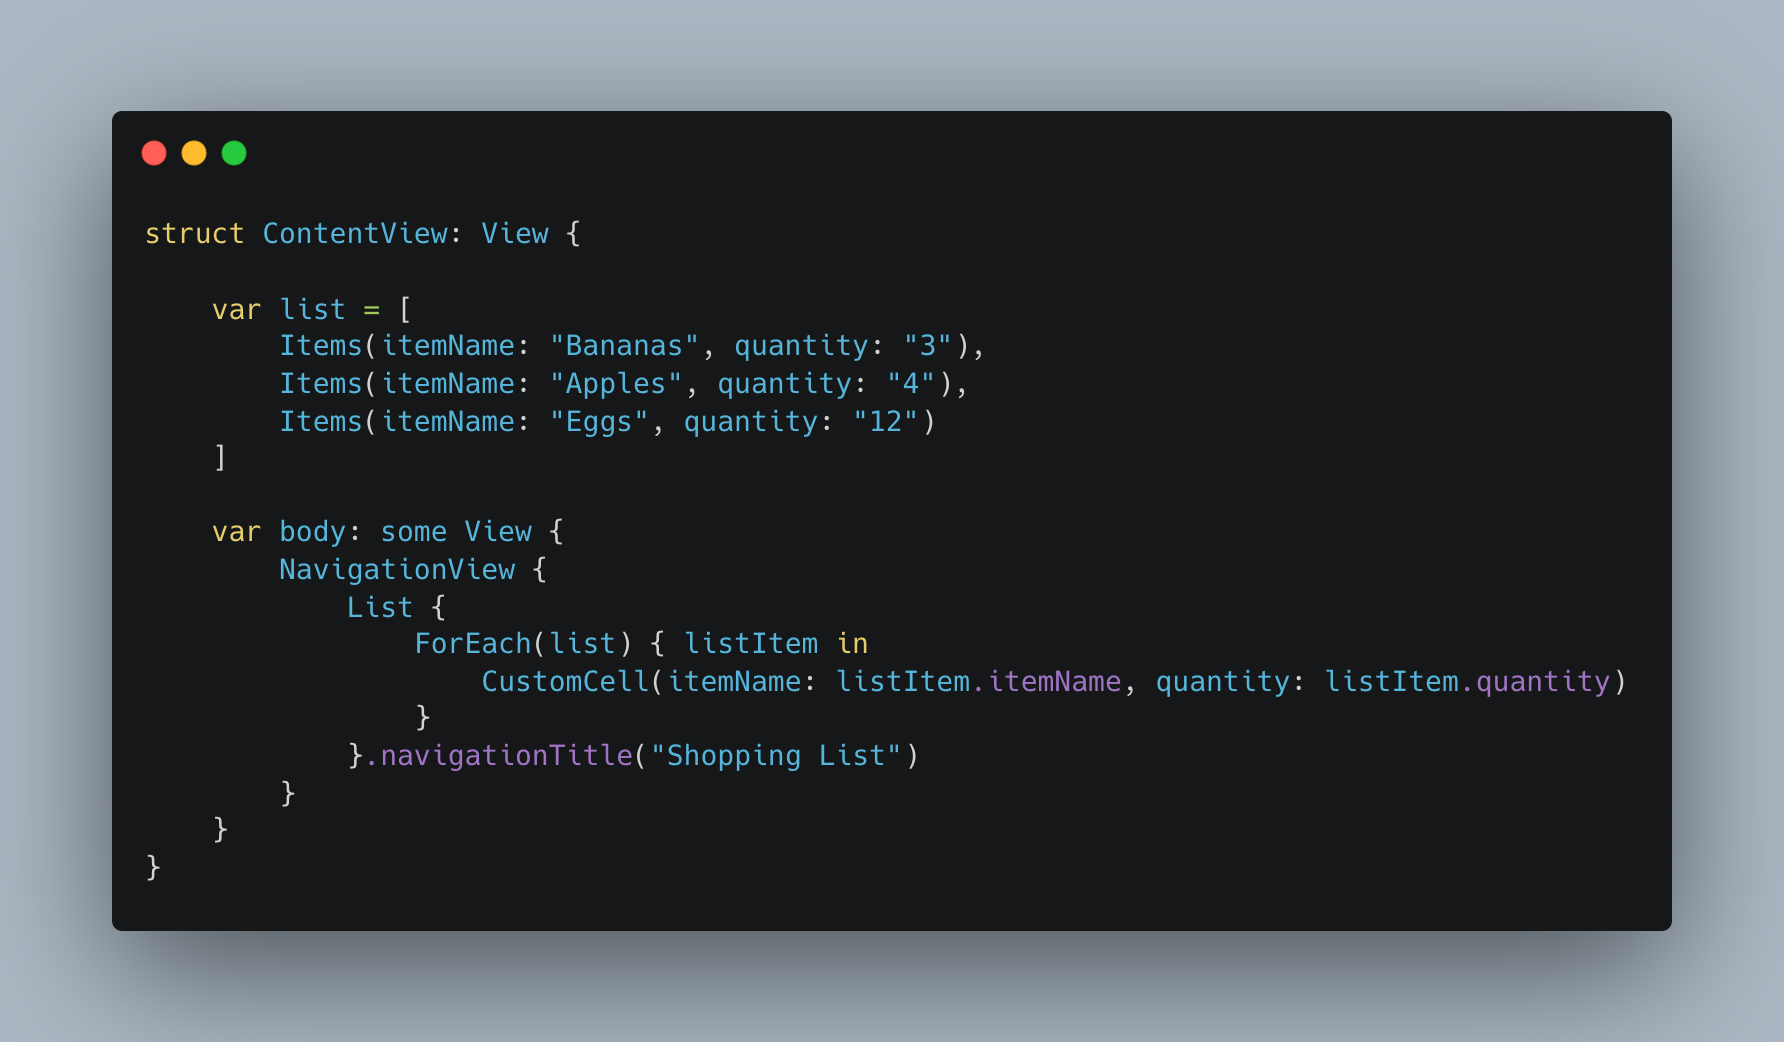 struct ContentView: View {

    var list = [
        Items(itemName: "Bananas", quantity: "3"),
        Items(itemName: "Apples", quantity: "4"),
        Items(itemName: "Eggs", quantity: "12")
    ]

    var body: some View {
        NavigationView {
            List {
                ForEach(list) { listItem in
                    CustomCell(itemName: listItem.itemName, quantity: listItem.quantity)
                }
            }.navigationTitle("Shopping List")
        }
    }
}